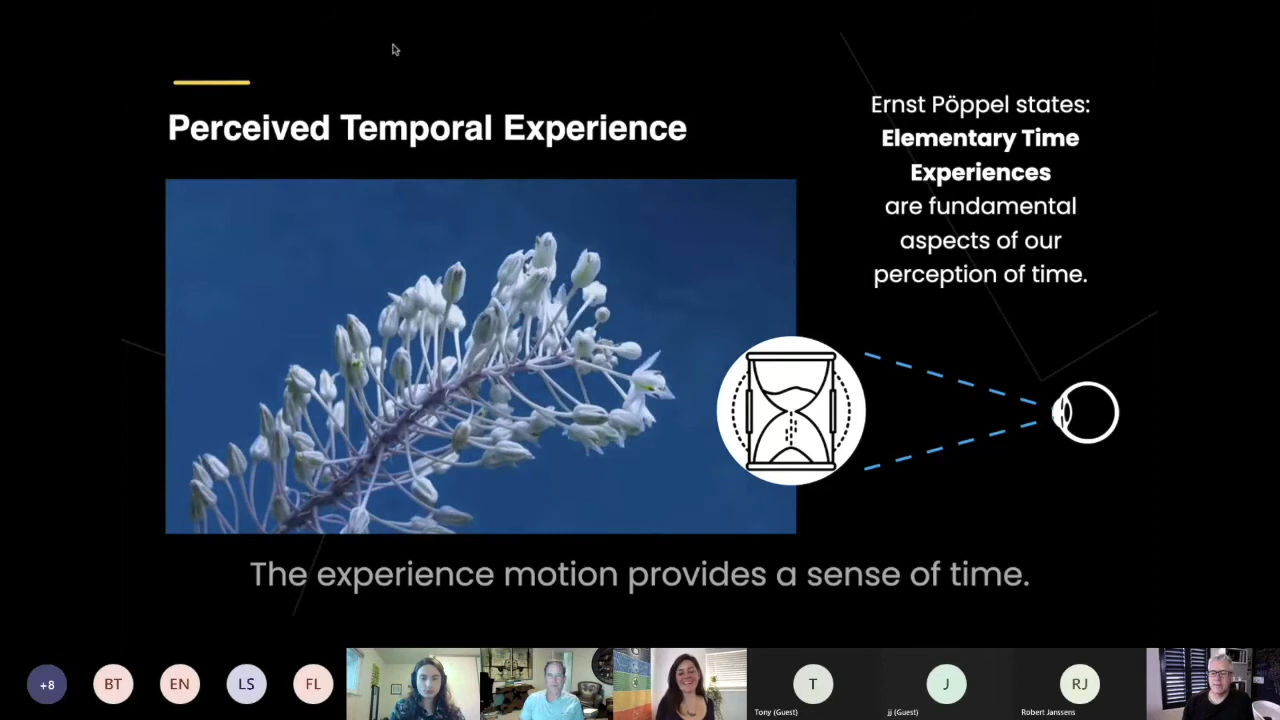 Perceived Temporal Experience
Ernst Pöppel states:
Elementary Time
Experiences
are fundamental
aspects of our
perception of time.
The experience motion provides a sense of time.
+8
BT
EN
LS
FL
T
Tony (Guest)
J
jj (Guest)
RJ
Robert Janssens